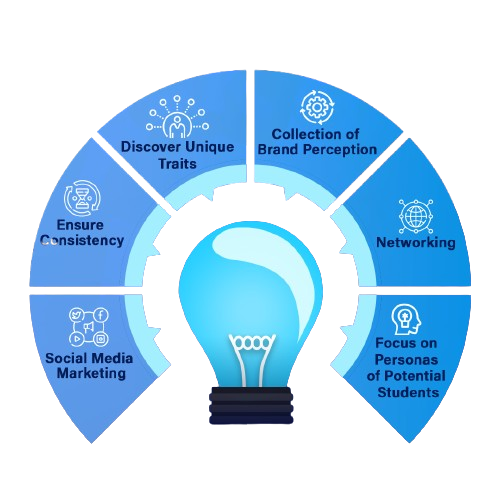 Discover Unique
Traits
Collection of
Brand Perception
Ensure
Consistency
Networking
Social Media
Marketing
Focus on
Personas
of Potential
Students